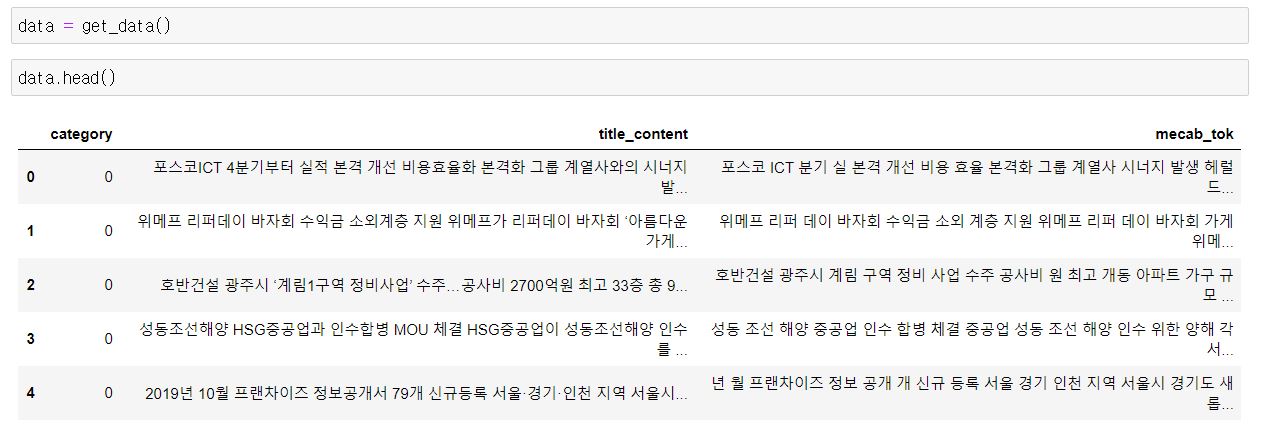 data = get_data()
data.head()
category title_content mecab_tok
0 0 포스코ICT 4분기부터 실적 본격 개선 비용효율화 본격화 그룹 계열사와의 시너지 발... 포스코 ICT 분기 실 본격 개선 비용 효율 본격화 그룹 계열사 시너지 발생 헤럴드...
1 0 위메프 리퍼데이 바자회 수익금 소외계층 지원 위메프가 리퍼데이 바자회 ‘아름다운가게... 위메프 리퍼 데이 바자회 수익금 소외 계층 지원 위메프 리퍼 데이 바자회 가게 위메...
2 0 호반건설 광주시 ‘계림1구역 정비사업’ 수주…공사비 2700억원 최고 33층 총 9... 호반건설 광주시 계림 구역 정비 사업 수주 공사비 원 최고 개동 아파트 가구 규모 ...
3 0 성동조선해양 HSG중공업과 인수합병 MOU 체결 HSG중공업이 성동조선해양 인수를 ... 성동 조선 해양 중공업 인수 합병 체결 중공업 성동 조선 해양 인수 위한 양해 각서...
4 0 2019년 10월 프랜차이즈 정보공개서 79개 신규등록 서울·경기·인천 지역 서울시... 년 월 프랜차이즈 정보 공개 개 신규 등록 서울 경기 인천 지역 서울시 경기도 새롭...